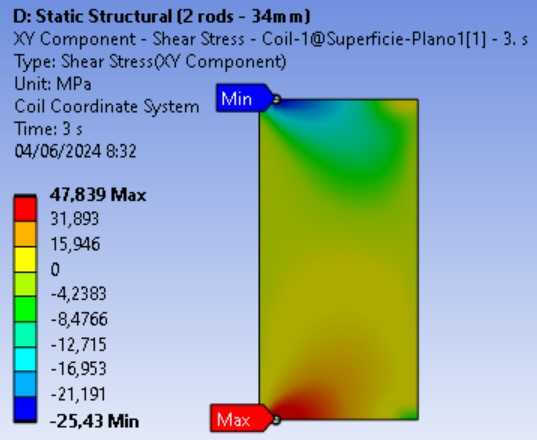 D: Static Structural (2 rods - 34mm)
XY Component - Shear Stress - Coil-1@Superficie-Plano1[1] - 3. s
Type: Shear Stress(XY Component)
Unit: MPa
Coil Coordinate System
Time: 3 s
04/06/2024 8:32
Min
47,839 Max
31,893
15,946
0
-4,2383
-8,4766
-12,715
-16,953
-21,191
-25,43 Min
Max